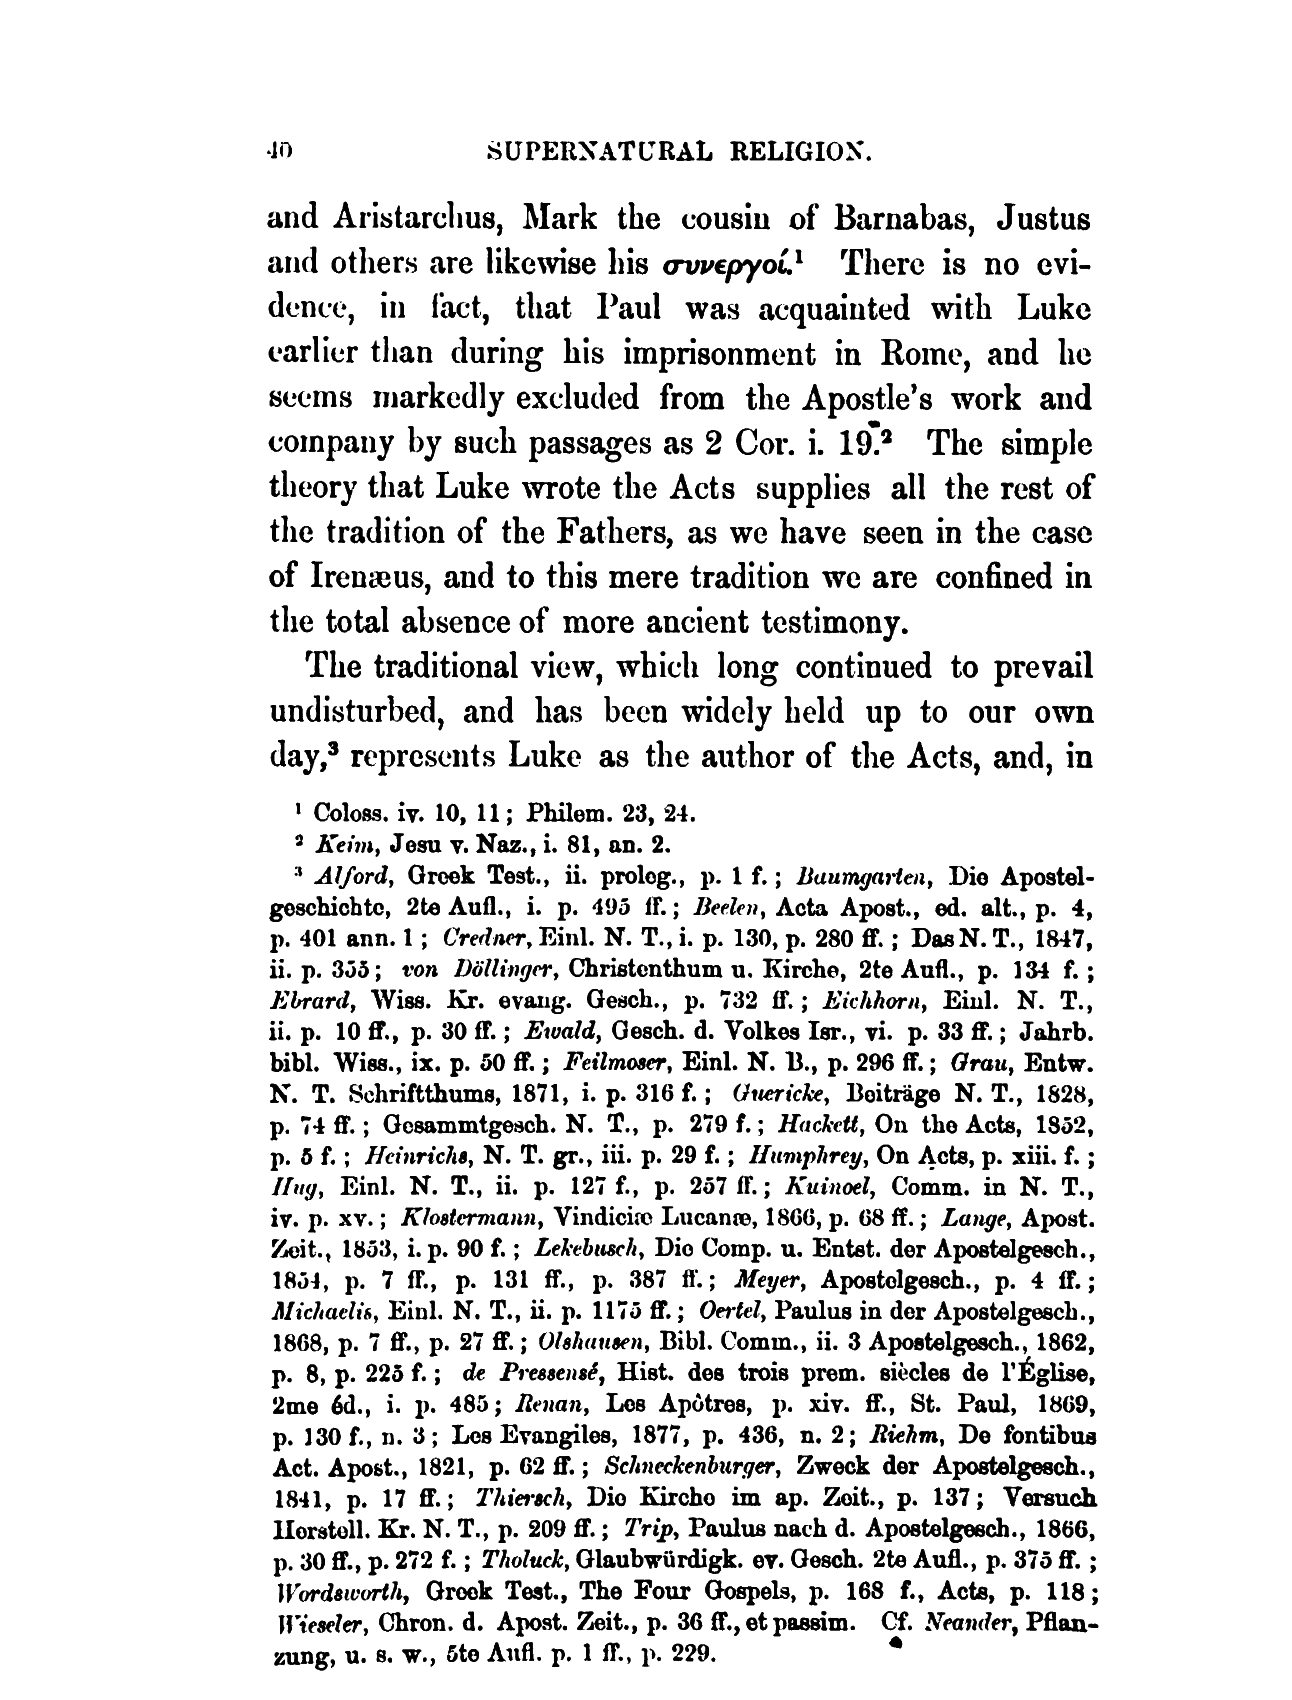 40 SUPERNATURAL RELIGION.
and Aristarchus, Mark the cousin of Barnabas, Justus
and others are likewise his συνεργοί.¹ There is no evi-
dence, in fact, that Paul was acquainted with Luke
earlier than during his imprisonment in Rome, and he
seems markedly excluded from the Apostle's work and
company by such passages as 2 Cor. i. 19.² The simple
theory that Luke wrote the Acts supplies all the rest of
the tradition of the Fathers, as we have seen in the case
of Irenæus, and to this mere tradition we are confined in
the total absence of more ancient testimony.
The traditional view, which long continued to prevail
undisturbed, and has been widely held up to our own
day,³ represents Luke as the author of the Acts, and, in
¹ Coloss. iv. 10, 11; Philem. 23, 24.
² Keim, Jesu v. Naz., i. 81, an. 2.
³ Alford, Greek Test., ii. proleg., p. 1 f.; Baumgarten, Die Apostel-
geschichte, 2te Aufl., i. p. 495 ff.; Beelen, Acta Apost., ed. alt., p. 4,
p. 401 ann. 1; Credner, Einl. N. T., i. p. 130, p. 280 ff.; Das N. T., 1847,
ii. p. 355; von Döllinger, Christenthum u. Kirche, 2te Aufl., p. 134 f.;
Ebrard, Wiss. Kr. evang. Gesch., p. 732 ff.; Eichhorn, Einl. N. T.,
ii. p. 10 ff., p. 30 ff.; Ewald, Gesch. d. Volkes Isr., vi. p. 33 ff.; Jahrb.
bibl. Wiss., ix. p. 50 ff.; Feilmoser, Einl. N. B., p. 296 ff.; Grau, Entw.
N. T. Schriftthums, 1871, i. p. 316 f.; Guericke, Beiträge N. T., 1828,
p. 74 ff.; Gesammtgesch. N. T., p. 279 f.; Hackett, On the Acts, 1852,
p. 5 f.; Heinrichs, N. T. gr., iii. p. 29 f.; Humphrey, On Acts, p. xiii. f.;
Hug, Einl. N. T., ii. p. 127 f., p. 257 ff.; Kuinoel, Comm. in N. T.,
iv. p. xv.; Klostermann, Vindiciæ Lucanæ, 1866, p. 68 ff.; Lange, Apost.
Zeit., 1853, i. p. 90 f.; Lekebusch, Die Comp. u. Entst. der Apostelgesch.,
1854, p. 7 ff., p. 131 ff., p. 387 ff.; Meyer, Apostelgesch., p. 4 ff.;
Michaelis, Einl. N. T., ii. p. 1175 ff.; Oertel, Paulus in der Apostelgesch.,
1868, p. 7 ff., p. 27 ff.; Olshausen, Bibl. Comm., ii. 3 Apostelgesch., 1862,
p. 8, p. 225 f.; de Pressensé, Hist. des trois prem. siècles de l'Église,
2me éd., i. p. 485; Renan, Les Apôtres, p. xiv. ff., St. Paul, 1869,
p. 130 f., n. 3; Les Evangiles, 1877, p. 436, n. 2; Riehm, De fontibus
Act. Apost., 1821, p. 62 ff.; Schneckenburger, Zweck der Apostelgesch.,
1841, p. 17 ff.; Thiersch, Die Kirche im ap. Zeit., p. 137; Versuch
Herstell. Kr. N. T., p. 209 ff.; Trip, Paulus nach d. Apostelgesch., 1866,
p. 30 ff., p. 272 f.; Tholuck, Glaubwürdigk. ev. Gesch. 2te Aufl., p. 375 ff.;
Wordsworth, Greek Test., The Four Gospels, p. 168 f., Acts, p. 118;
Wieseler, Chron. d. Apost. Zeit., p. 36 ff., et passim. Cf. Neander, Pflan-
zung, u. s. w., 5te Aufl. p. 1 ff., p. 229.